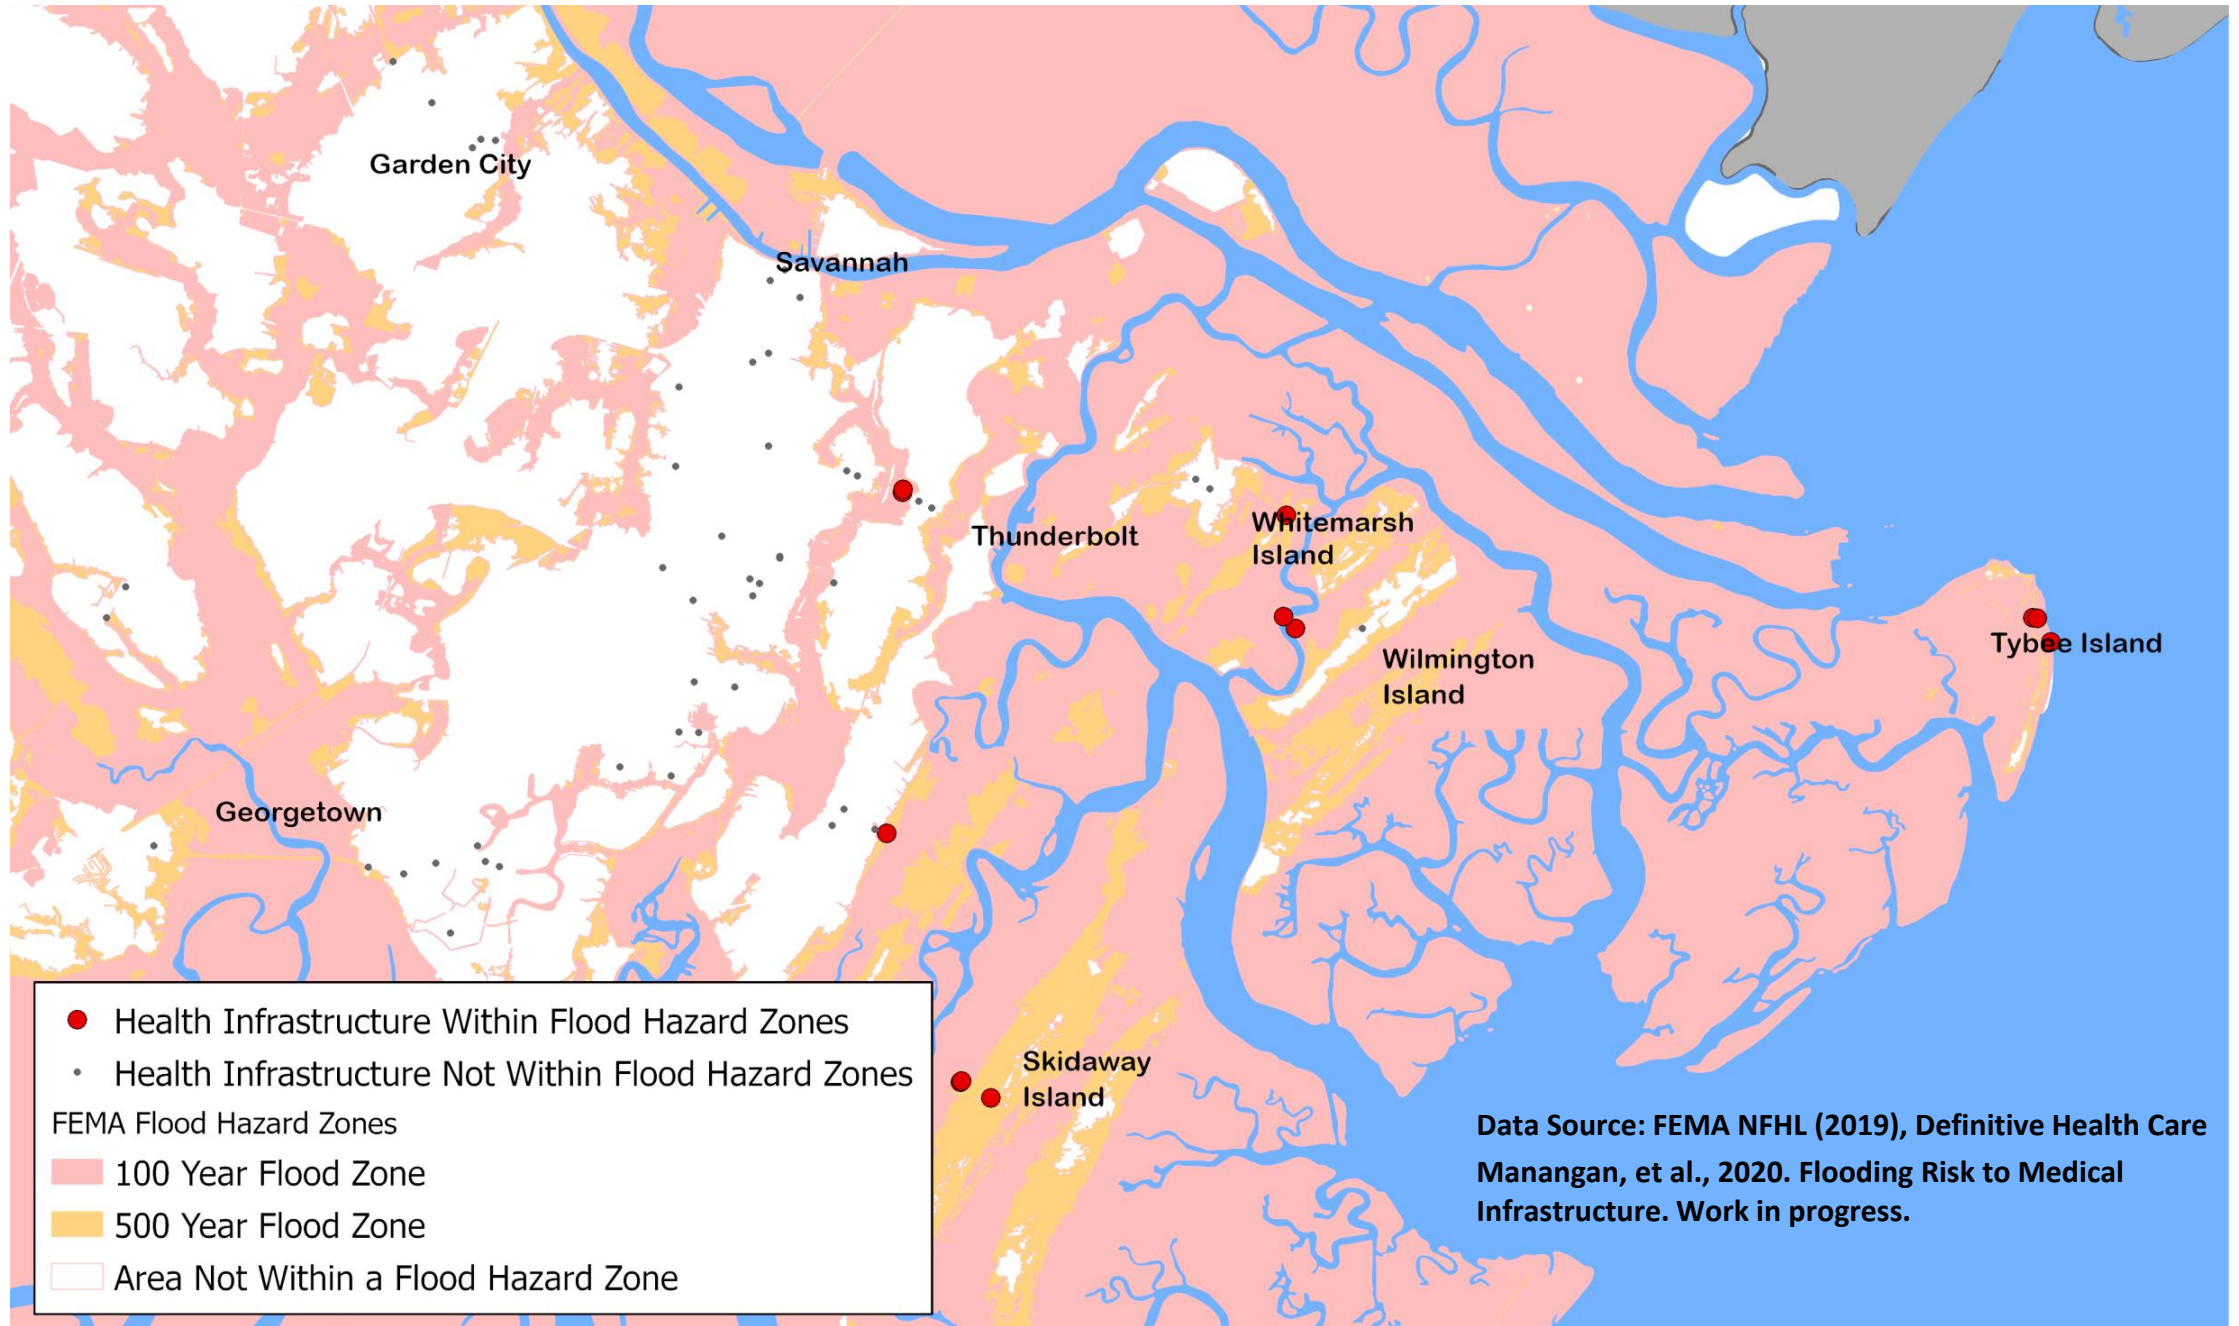 Garden City
Savannah
Thunderbolt
Whitemarsh
Island
Tybee Island
Wilmington
Island
Georgetown
Skidaway
Island
Health Infrastructure Within Flood Hazard Zones
Health Infrastructure Not Within Flood Hazard Zones
FEMA Flood Hazard Zones
100 Year Flood Zone
500 Year Flood Zone
Area Not Within a Flood Hazard Zone
Data Source: FEMA NFHL (2019), Definitive Health Care
Manangan, et al., 2020. Flooding Risk to Medical
Infrastructure. Work in progress.